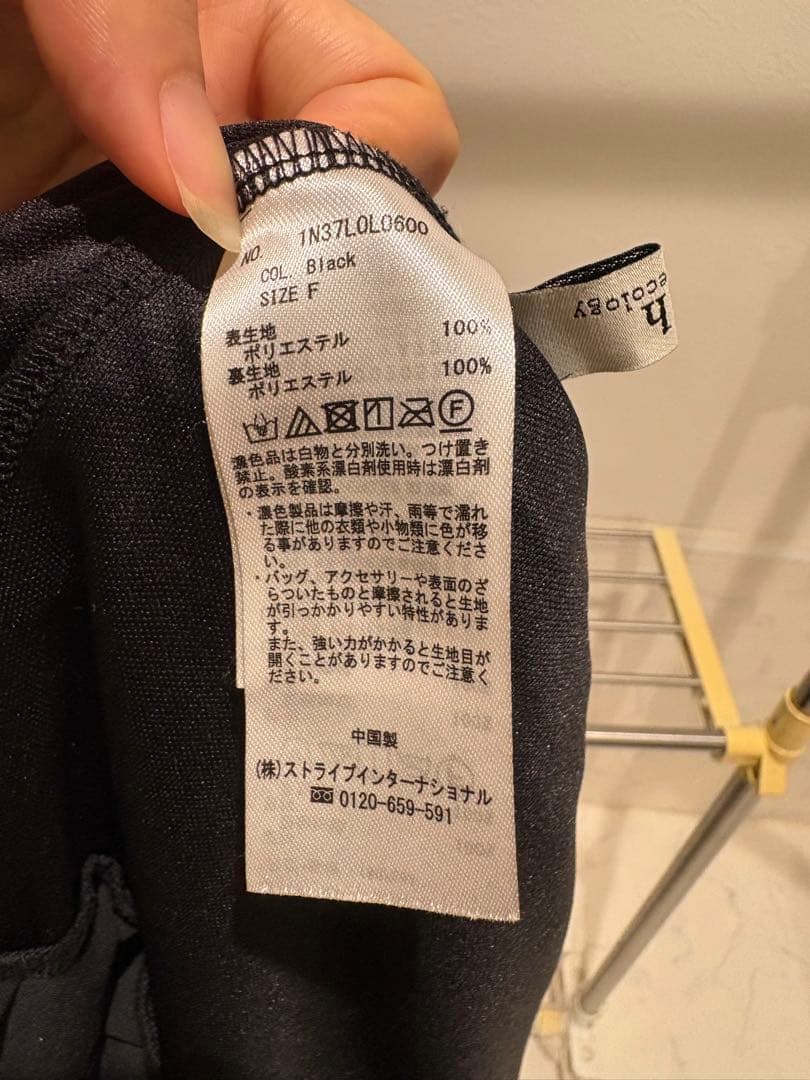 NO. 1N37L0L0600
COL. Black
SIZE F
表生地
ポリエステル 100%
裏生地
ポリエステル 100%
F
濃色品は白物と分別洗い。つけ置き
禁止。酸素系漂白剤使用時は漂白剤
の表示を確認。
・濃色製品は摩擦や汗、雨等で濡れ
た際に他の衣類や小物類に色が移
る事がありますのでご注意くださ
い。
・バッグ、アクセサリーや表面のざ
らついたものと摩擦されると生地
が引っかかりやすい特性がありま
す。
また、強い力がかかると生地目が
開くことがありますのでご注意く
ださい。
中国製
(株)ストライプインターナショナル
0120-659-591
h
ecology